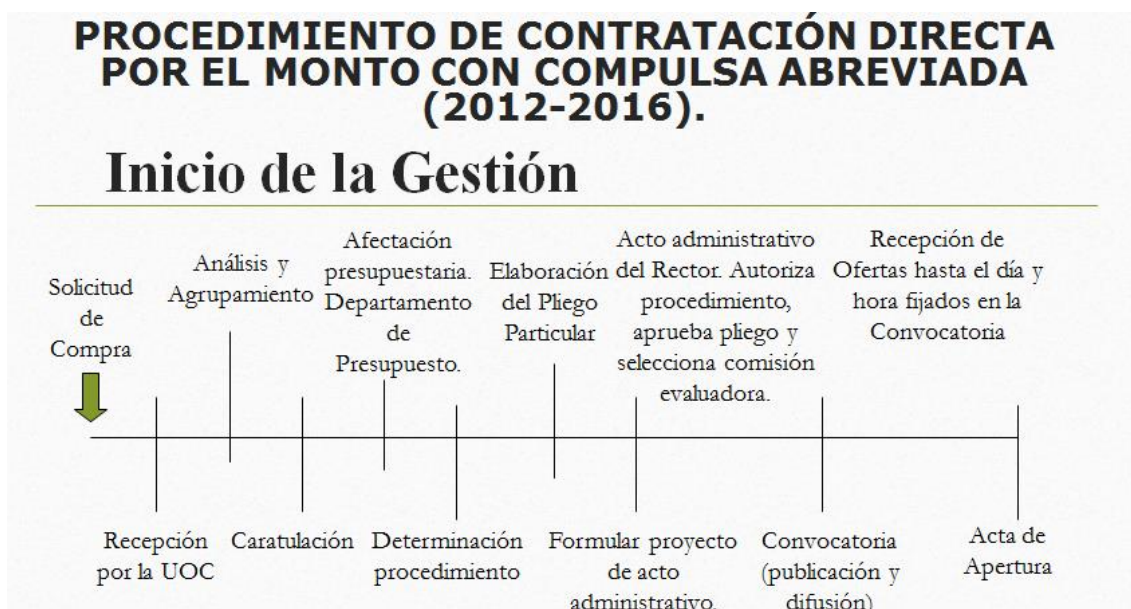 PROCEDIMIENTO DE CONTRATACIÓN DIRECTA
POR EL MONTO CON COMPULSA ABREVIADA
(2012-2016).
Inicio de la Gestión
Solicitud
de
Compra
Análisis y
Agrupamiento
Afectación
presupuestaria.
Departamento
de
Presupuesto.
Elaboración
del Pliego
Particular
Acto administrativo
del Rector. Autoriza
procedimiento,
aprueba pliego y
selecciona comisión
evaluadora.
Recepción de
Ofertas hasta el día y
hora fijados en la
Convocatoria
Recepción
por la UOC
Caratulación
Determinación
procedimiento
Formular proyecto
de acto
administrativo.
Convocatoria
(publicación y
difusión)
Acta de
Apertura